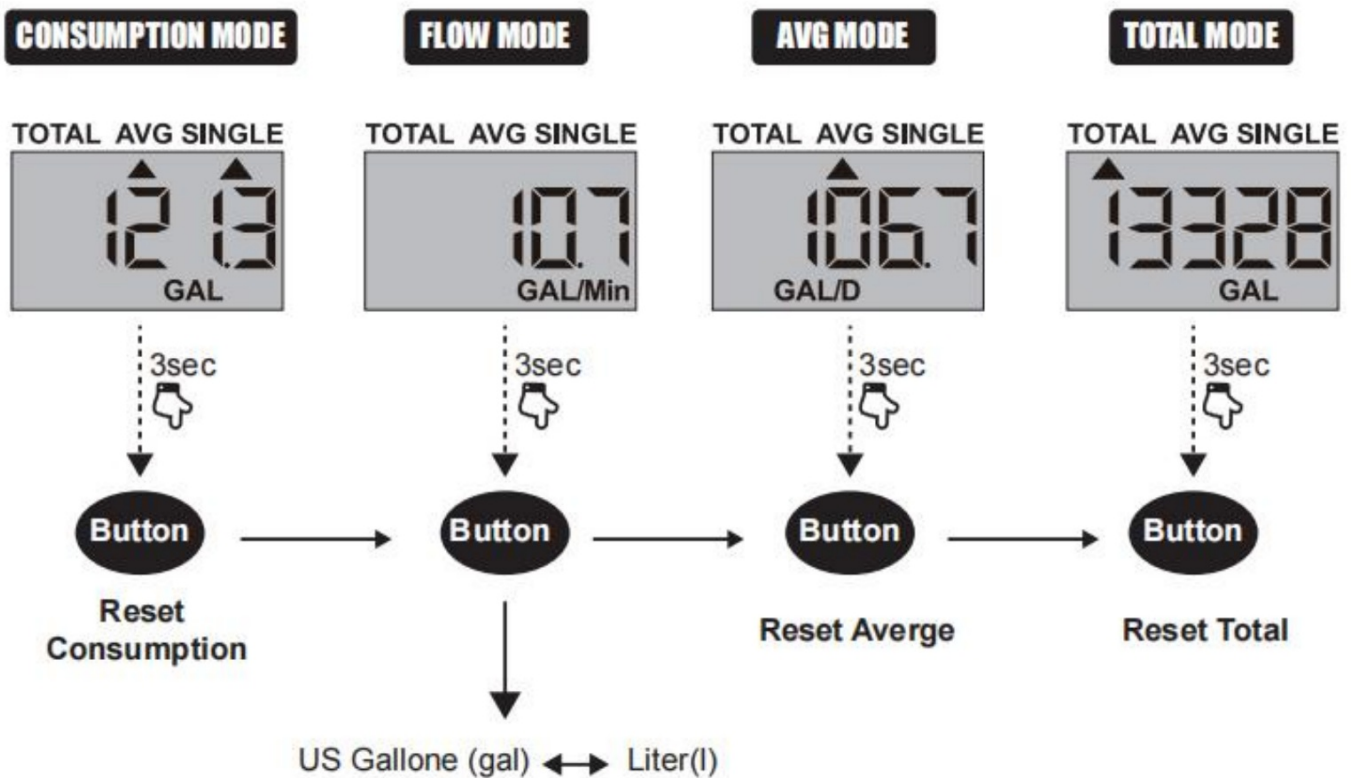 CONSUMPTION MODE
FLOW MODE
AVG MODE
TOTAL MODE
TOTAL AVG SINGLE
TOTAL AVG SINGLE
TOTAL AVG SINGLE
TOTAL AVG SINGLE
121.3
10.7
106.7
13328
GAL
GAL/Min
GAL/D
GAL
3sec
3sec
3sec
3sec
Button
Button
Button
Button
Reset
Consumption
Reset Averge
Reset Total
US Gallone (gal)
Liter(l)